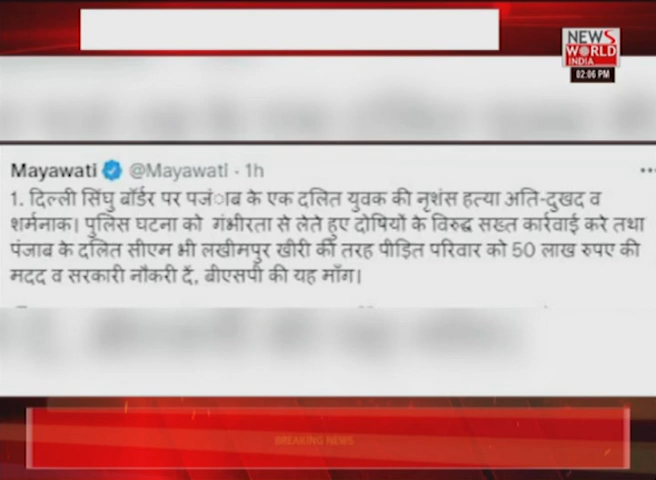 NEWS
WORLD
INDIA
02:06 PM
Mayawati @Mayawati · 1h
1. दिल्ली सिंघु बॉर्डर पर पजंाब के एक दलित युवक की नृशंस हत्या अति-दुखद व
शर्मनाक। पुलिस घटना को गंभीरता से लेते हुए दोषियों के विरुद्ध सख्त कार्रवाई करे तथा
पंजाब के दलित सीएम भी लखीमपुर खीरी की तरह पीड़ित परिवार को 50 लाख रुपए की
मदद व सरकारी नौकरी दें, बीएसपी की यह माँग।
BREAKING NEWS